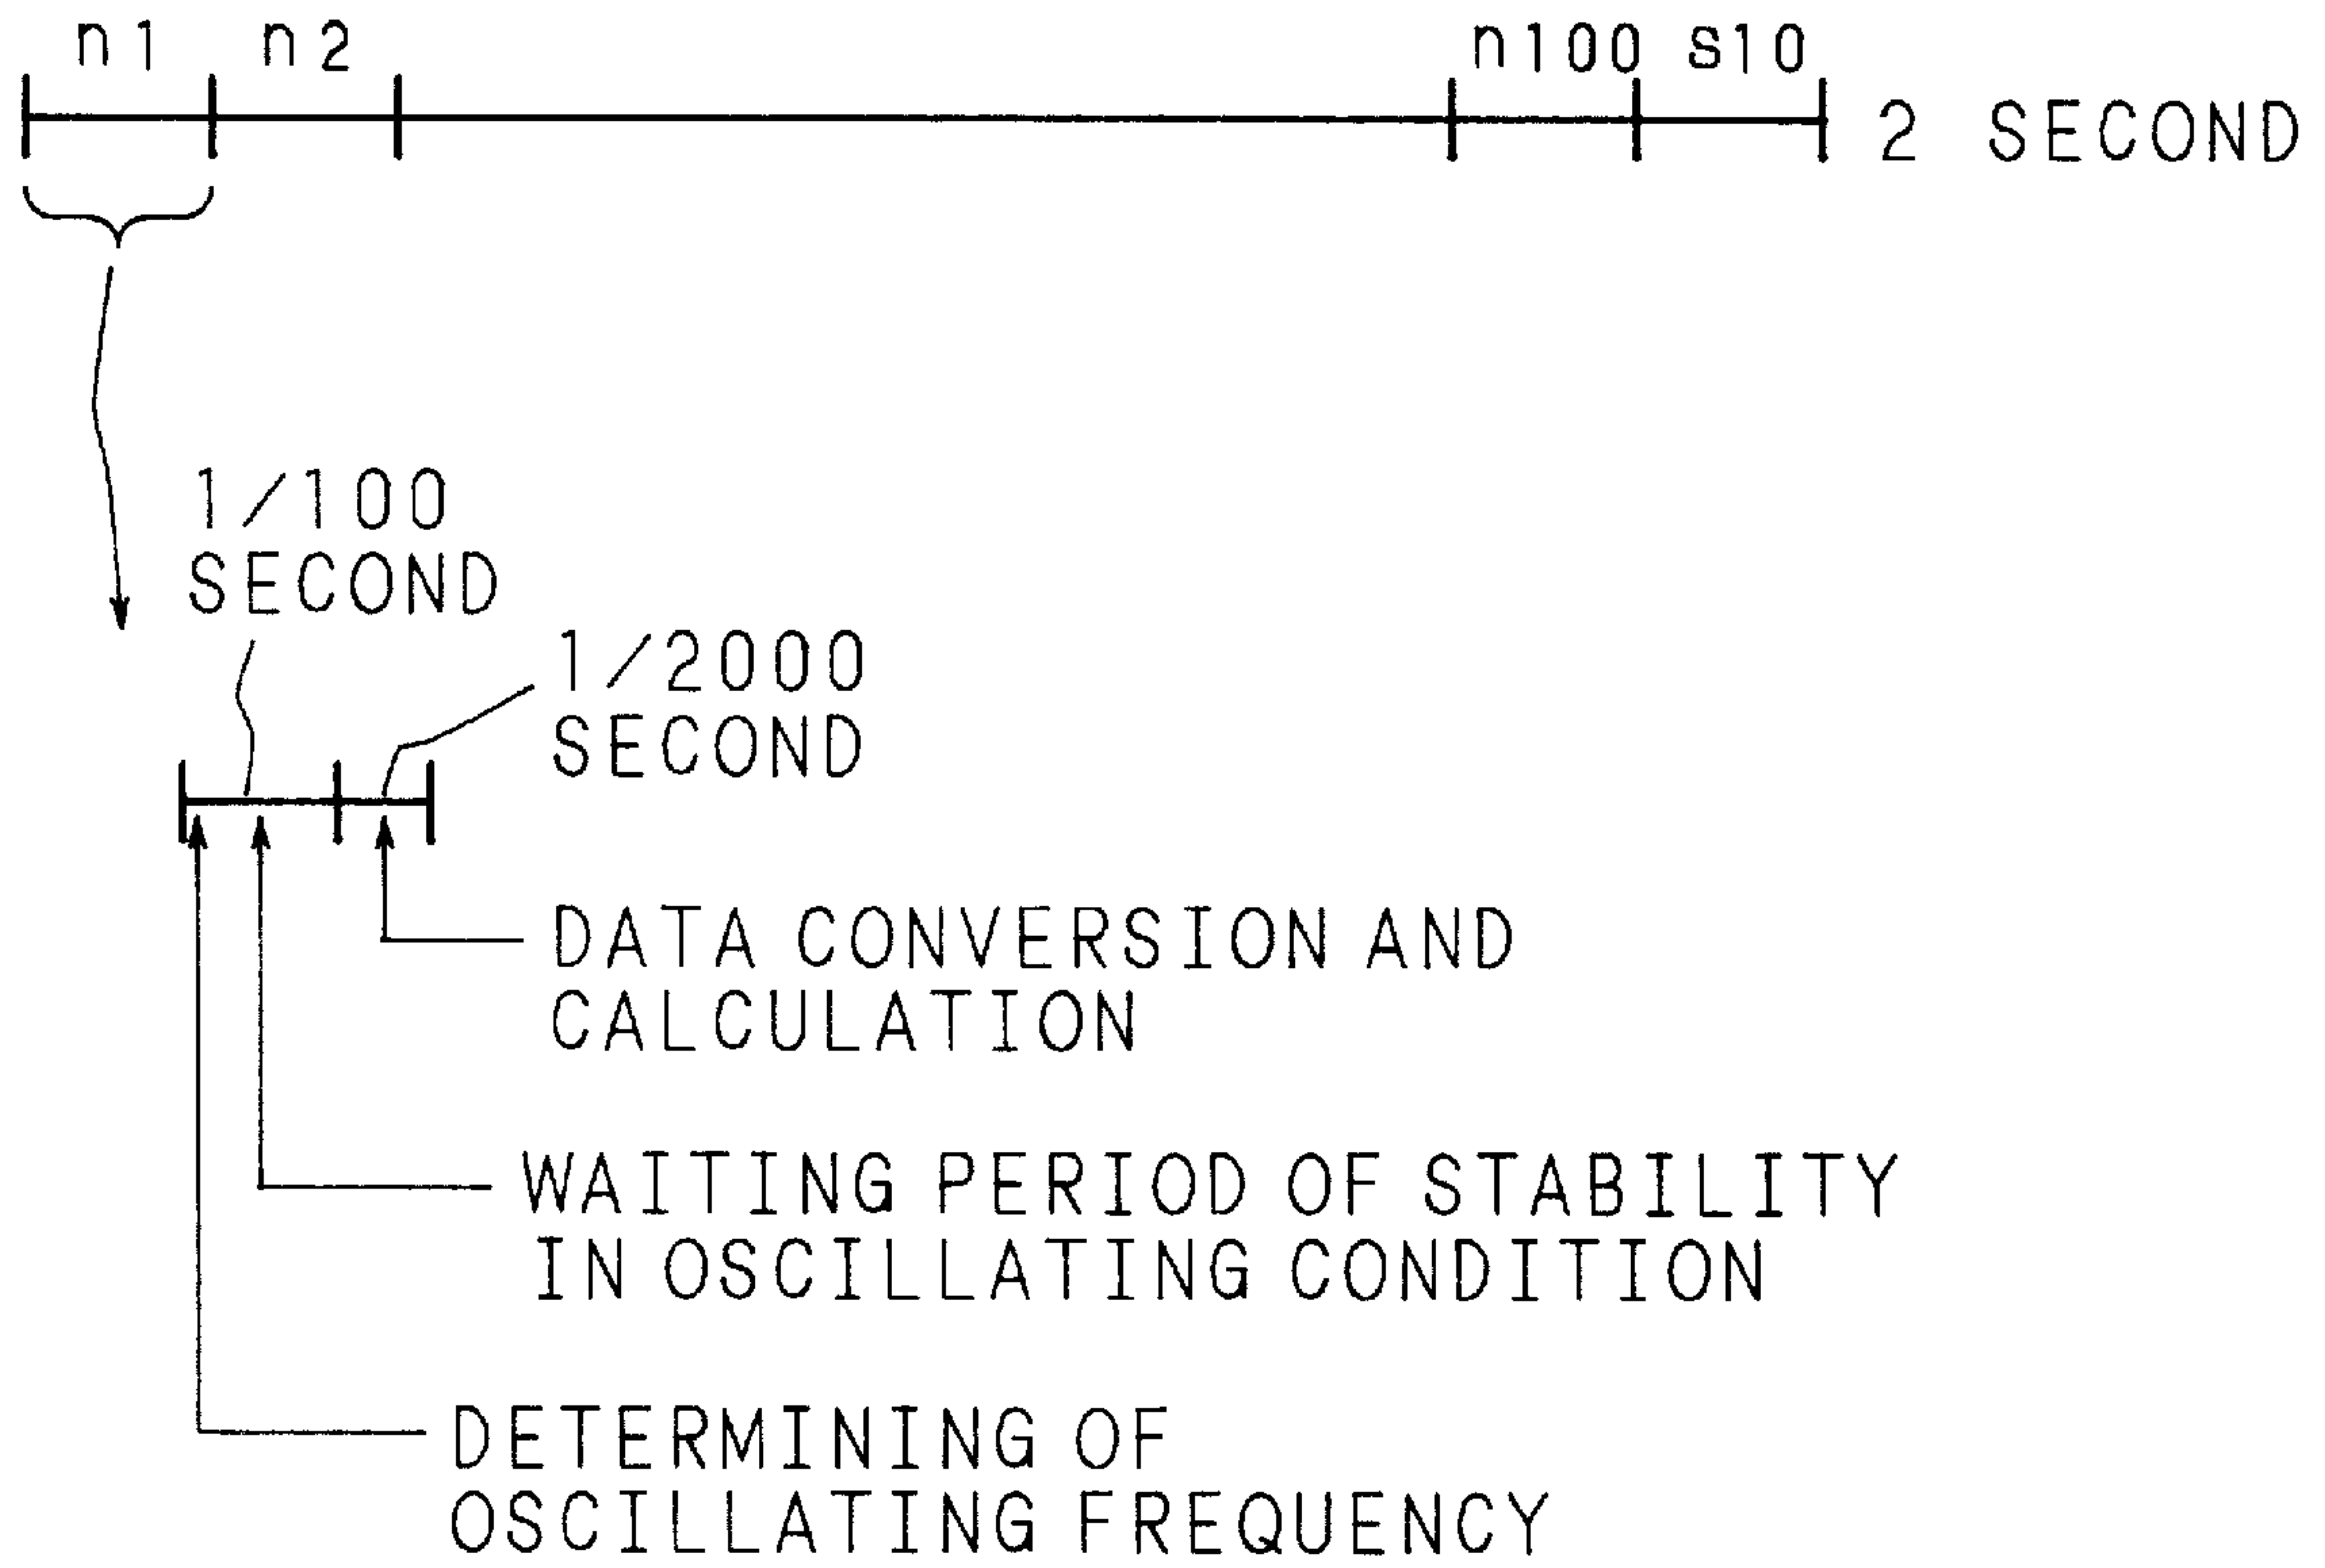 n1 n2 n100 s10
2 SECOND
1/100
SECOND
1/2000
SECOND
DATA CONVERSION AND
CALCULATION
WAITING PERIOD OF STABILITY
IN OSCILLATING CONDITION
DETERMINING OF
OSCILLATING FREQUENCY